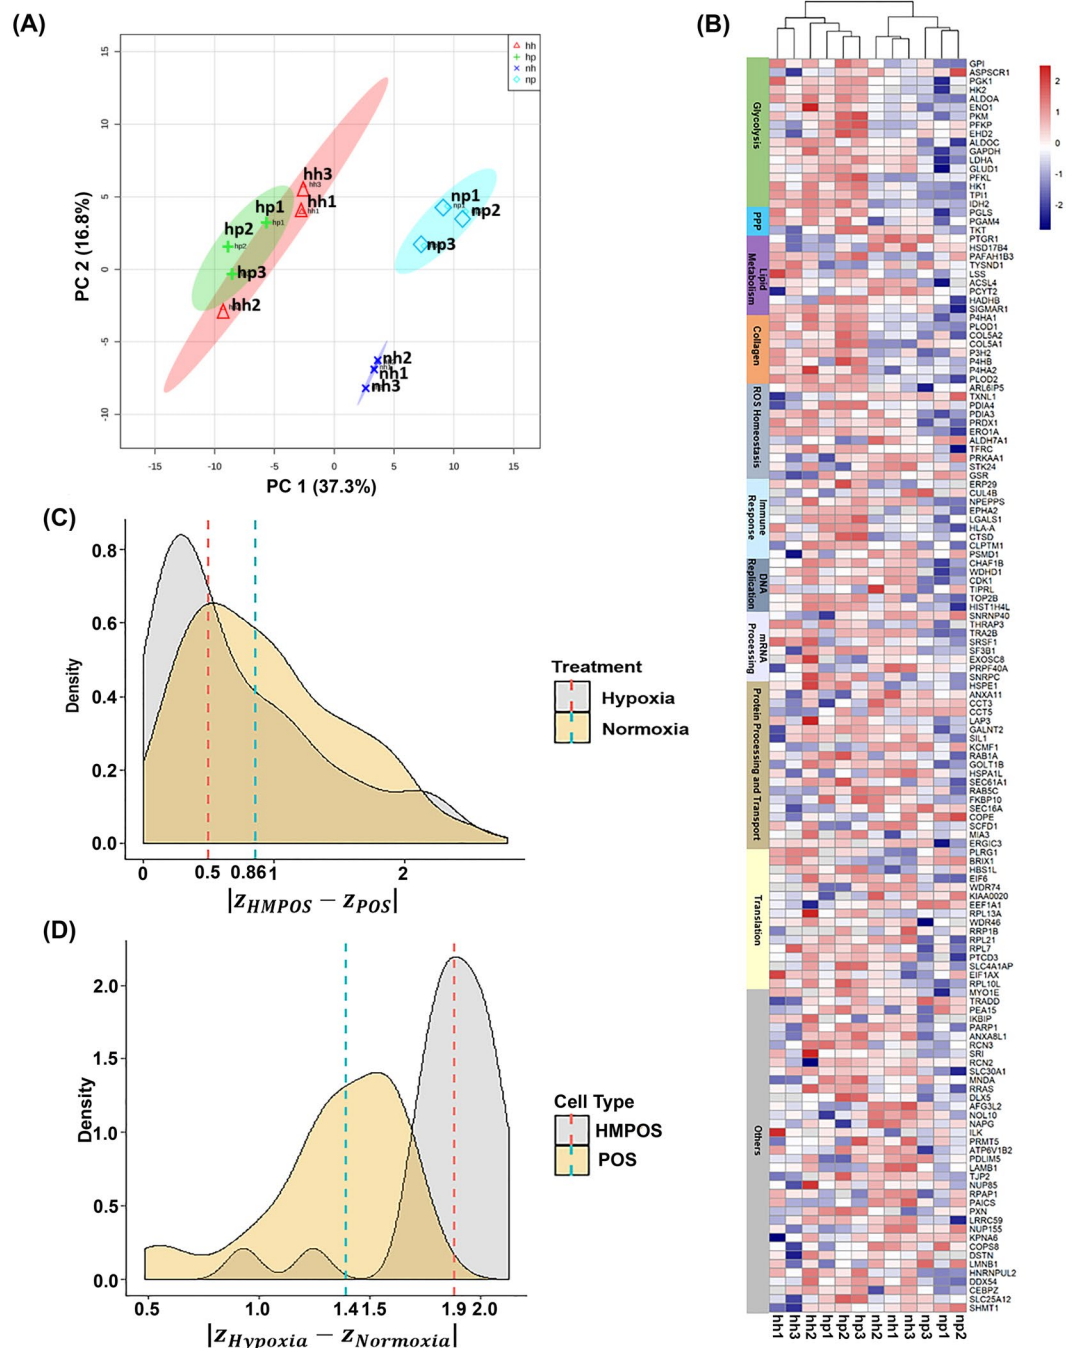 (A)
15
10
5
0
-5
-10
PC 2 (16.8%)
hh
hp
nh
np
hh3
hh3
hh1
hh1
hp1
hp1
hp2
hp2
hp3
hh2
np1
np2
np3
nh2
nh1
nh3
-15
-10
-5
0
5
10
15
PC 1 (37.3%)
(B)
2
1
0
-1
-2
Glycolysis
PPP
Lipid
Metabolism
Collagen
ROS Homeostasis
Immune
Response
DNA
Replication
mRNA
Processing
Protein Processing and Transport
Translation
Others
GPI
ASPSCR1
PGK1
HK2
ALDOA
ENO1
PKM
PFKP
EHD2
ALDOC
GAPDH
LDHA
GLUD1
PFKL
HK1
TPI1
IDH2
PGLS
PGAM4
TKT
PTGR1
HSD17B4
PAFAH1B3
TYSND1
LSS
ACSL4
PCYT2
HADHB
SIGMAR1
P4HA1
PLOD1
COL5A2
COL5A1
P3H2
P4HB
P4HA2
PLOD2
ARL6IP5
TXNL1
PDIA4
PDIA3
PRDX1
ERO1A
ALDH7A1
TFRC
PRKAA1
STK24
GSR
ERP29
CUL4B
NPEPPS
EPHA2
LGALS1
HLA-A
CTSD
CLPTM1
PSMD1
CHAF1B
WDHD1
CDK1
TIPRL
TOP2B
HIST1H4L
SNRNP40
THRAP3
TRA2B
SRSF1
SF3B1
EXOSC8
PRPF40A
SNRPC
HSPE1
ANXA11
CCT3
CCT5
LAP3
GALNT2
SIL1
KCMF1
RAB1A
GOLT1B
HSPA1L
SEC61A1
RAB5C
FKBP10
SEC16A
COPE
SCFD1
MIA3
ERGIC3
PLRG1
BRIX1
HBS1L
EIF6
WDR74
KIAA0020
EEF1A1
RPL13A
WDR46
RRP1B
RPL21
RPL7
PTCD3
SLC4A1AP
EIF1AX
RPL10L
MYO1E
TRADD
PEA15
IKBIP
PARP1
ANXA8L1
RCN3
SRI
RCN2
SLC30A1
MNDA
RRAS
DLX5
AFG3L2
NOL10
NAPG
ILK
PRMT5
ATP6V1B2
PDLIM5
LAMB1
TJP2
NUP85
RPAP1
PAICS
PXN
LRRC59
NUP155
KPNA6
COPS8
DSTN
LMNB1
HNRNPUL2
DDX54
CEBPZ
SLC25A12
SHMT1
hh1 hh3 hh2 hp1 hp2 hp3 nh2 nh1 nh3 np3 np1 np2
(C)
0.8
0.6
0.4
0.2
0.0
Density
0 0.5 0.86 1 2
|zHMPOS − zPOS|
Treatment
Hypoxia
Normoxia
(D)
2.0
1.5
1.0
0.5
0.0
Density
0.5 1.0 1.4 1.5 1.9 2.0
|zHypoxia − zNormoxia|
Cell Type
HMPOS
POS